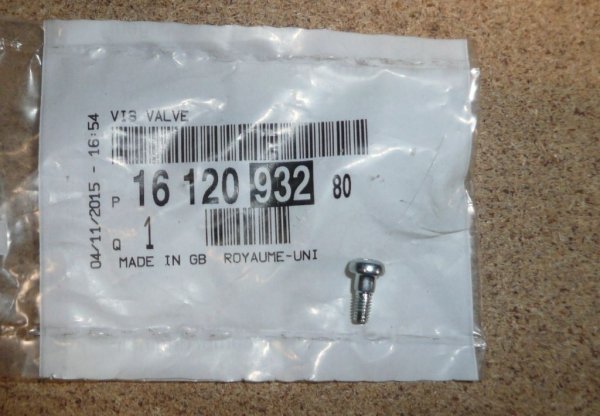 VIS VALVE
04/11/2015 - 16:54
P 16 120 932 80
Q 1
MADE IN GB ROYAUME-UNI